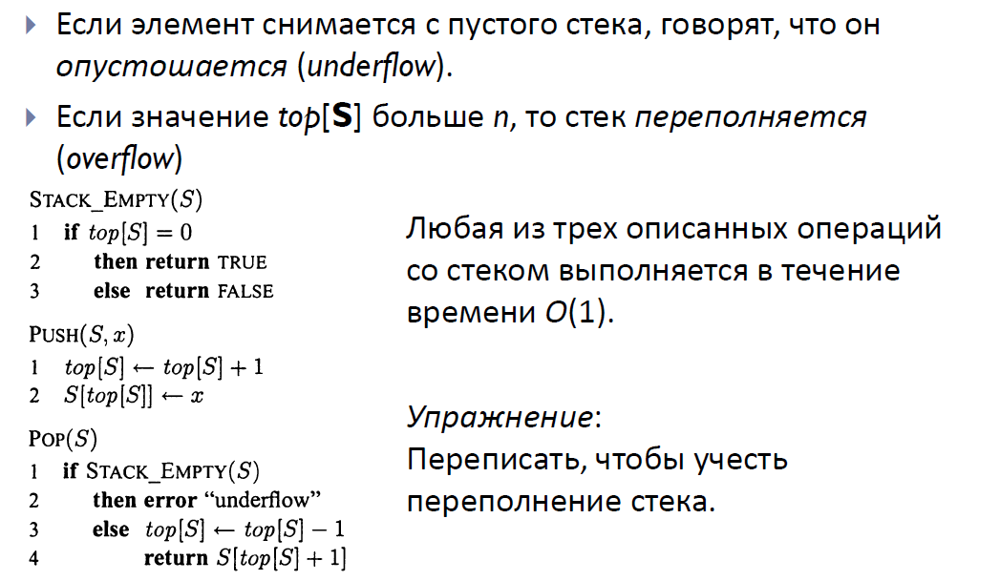 Если элемент снимается с пустого стека, говорят, что он
опустошается (underflow).
Если значение top[S] больше n, то стек переполняется
(overflow)
STACK_EMPTY(S)
1 if top[S] = 0
2 then return TRUE
3 else return FALSE
PUSH(S, x)
1 top[S] ← top[S] + 1
2 S[top[S]] ← x
POP(S)
1 if STACK_EMPTY(S)
2 then error “underflow”
3 else top[S] ← top[S] − 1
4 return S[top[S] + 1]
Любая из трех описанных операций
со стеком выполняется в течение
времени O(1).
Упражнение:
Переписать, чтобы учесть
переполнение стека.